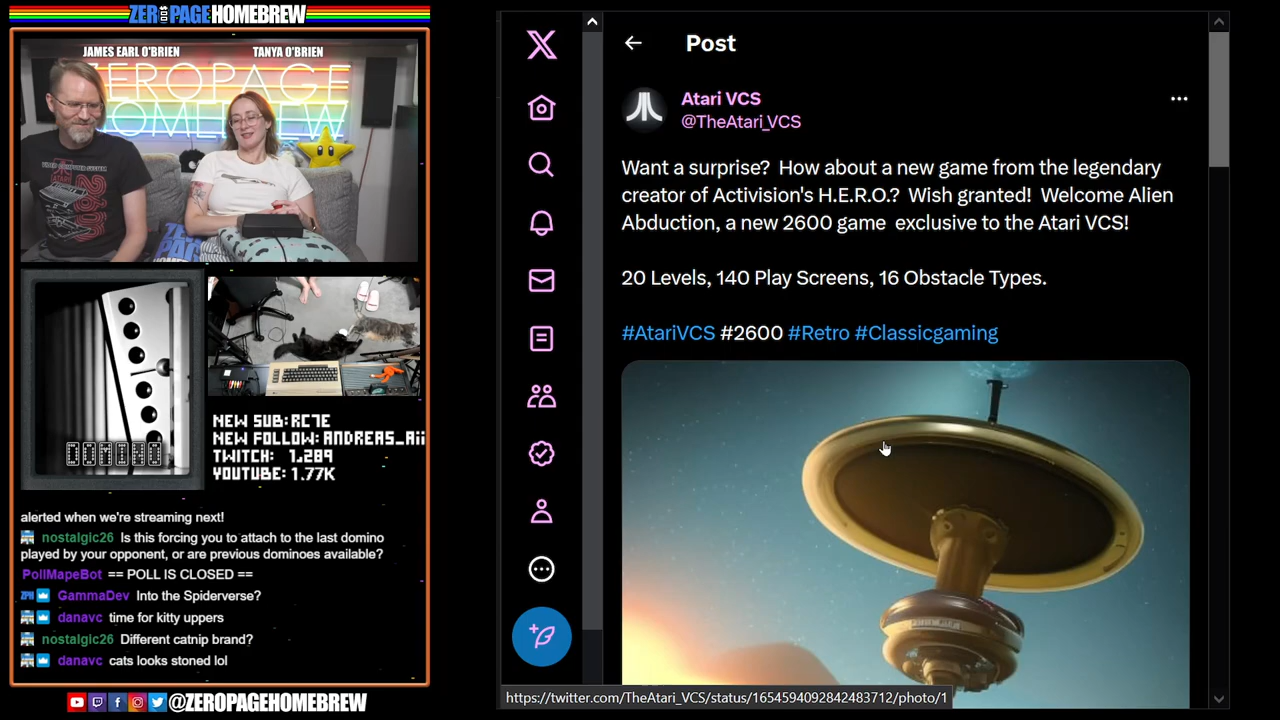 ZEROPAGE HOMEBREW
JAMES EARL O'BRIEN
TANYA O'BRIEN
ZEROPAGE
HOMEBREW
DOMINO
NEW SUB: RC7E
NEW FOLLOW: ANDREAS_AII
TWITCH: 1,289
YOUTUBE: 1.77K
alerted when we're streaming next!
nostalgic26 Is this forcing you to attach to the last domino
played by your opponent, or are previous dominoes available?
PollMapeBot == POLL IS CLOSED ==
GammaDev Into the Spiderverse?
danavc time for kitty uppers
nostalgic26 Different catnip brand?
danavc cats looks stoned lol
@ZEROPAGEHOMEBREW
Post
Atari VCS
@TheAtari_VCS
Want a surprise? How about a new game from the legendary
creator of Activision's H.E.R.O.? Wish granted! Welcome Alien
Abduction, a new 2600 game exclusive to the Atari VCS!
20 Levels, 140 Play Screens, 16 Obstacle Types.
#AtariVCS #2600 #Retro #Classicgaming
https://twitter.com/TheAtari_VCS/status/1654594092842483712/photo/1